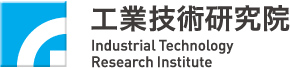 工業技術研究院
Industrial Technology
Research Institute